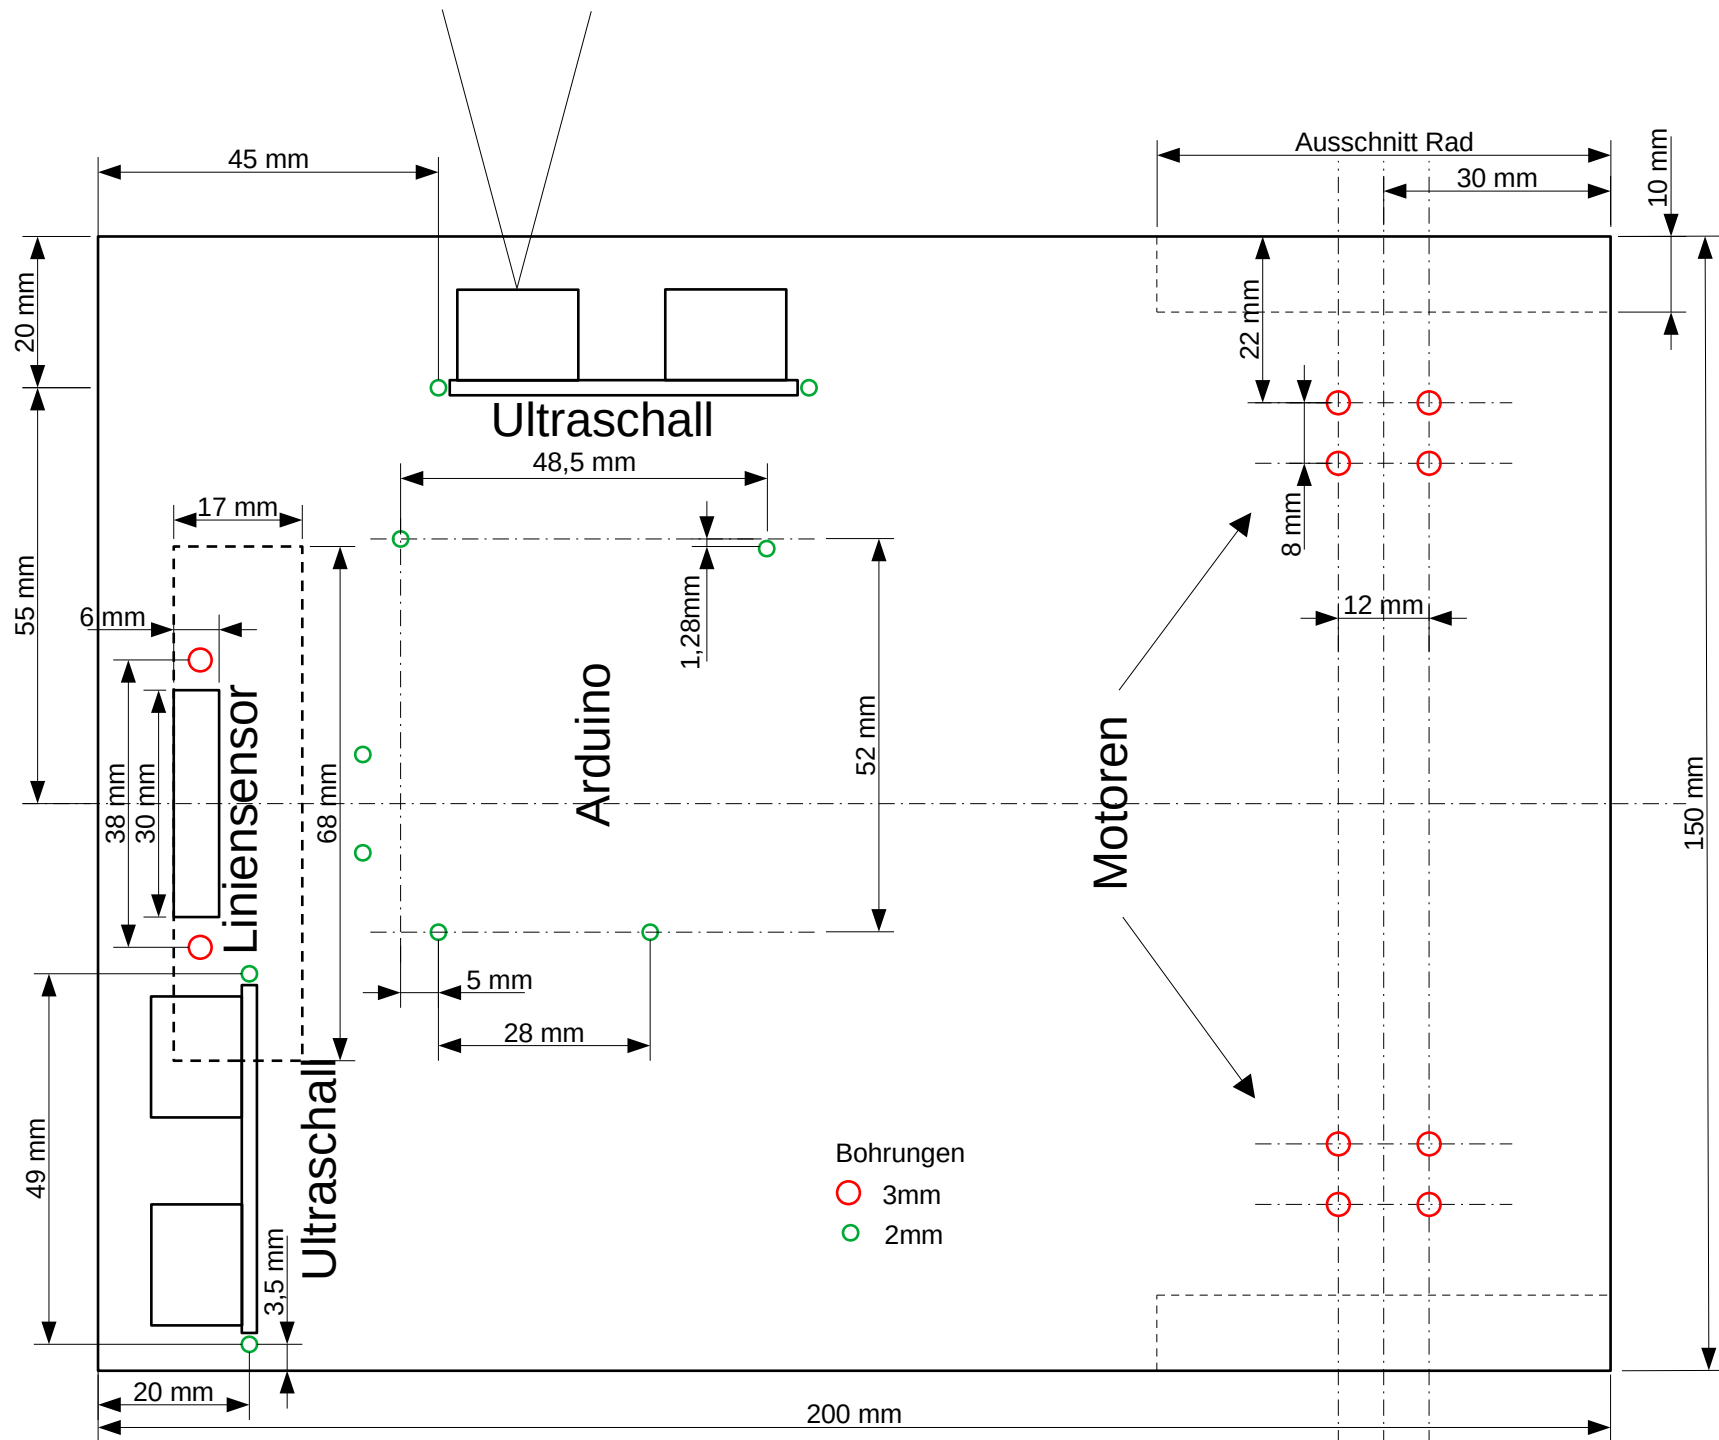 Ausschnitt Rad
45 mm
30 mm
10 mm
20 mm
22 mm
Ultraschall
48,5 mm
17 mm
8 mm
55 mm
6 mm
1,28mm
12 mm
Liniensensor
Arduino
52 mm
Motoren
38 mm
30 mm
68 mm
150 mm
5 mm
28 mm
49 mm
Ultraschall
Bohrungen
3mm
2mm
3,5 mm
20 mm
200 mm